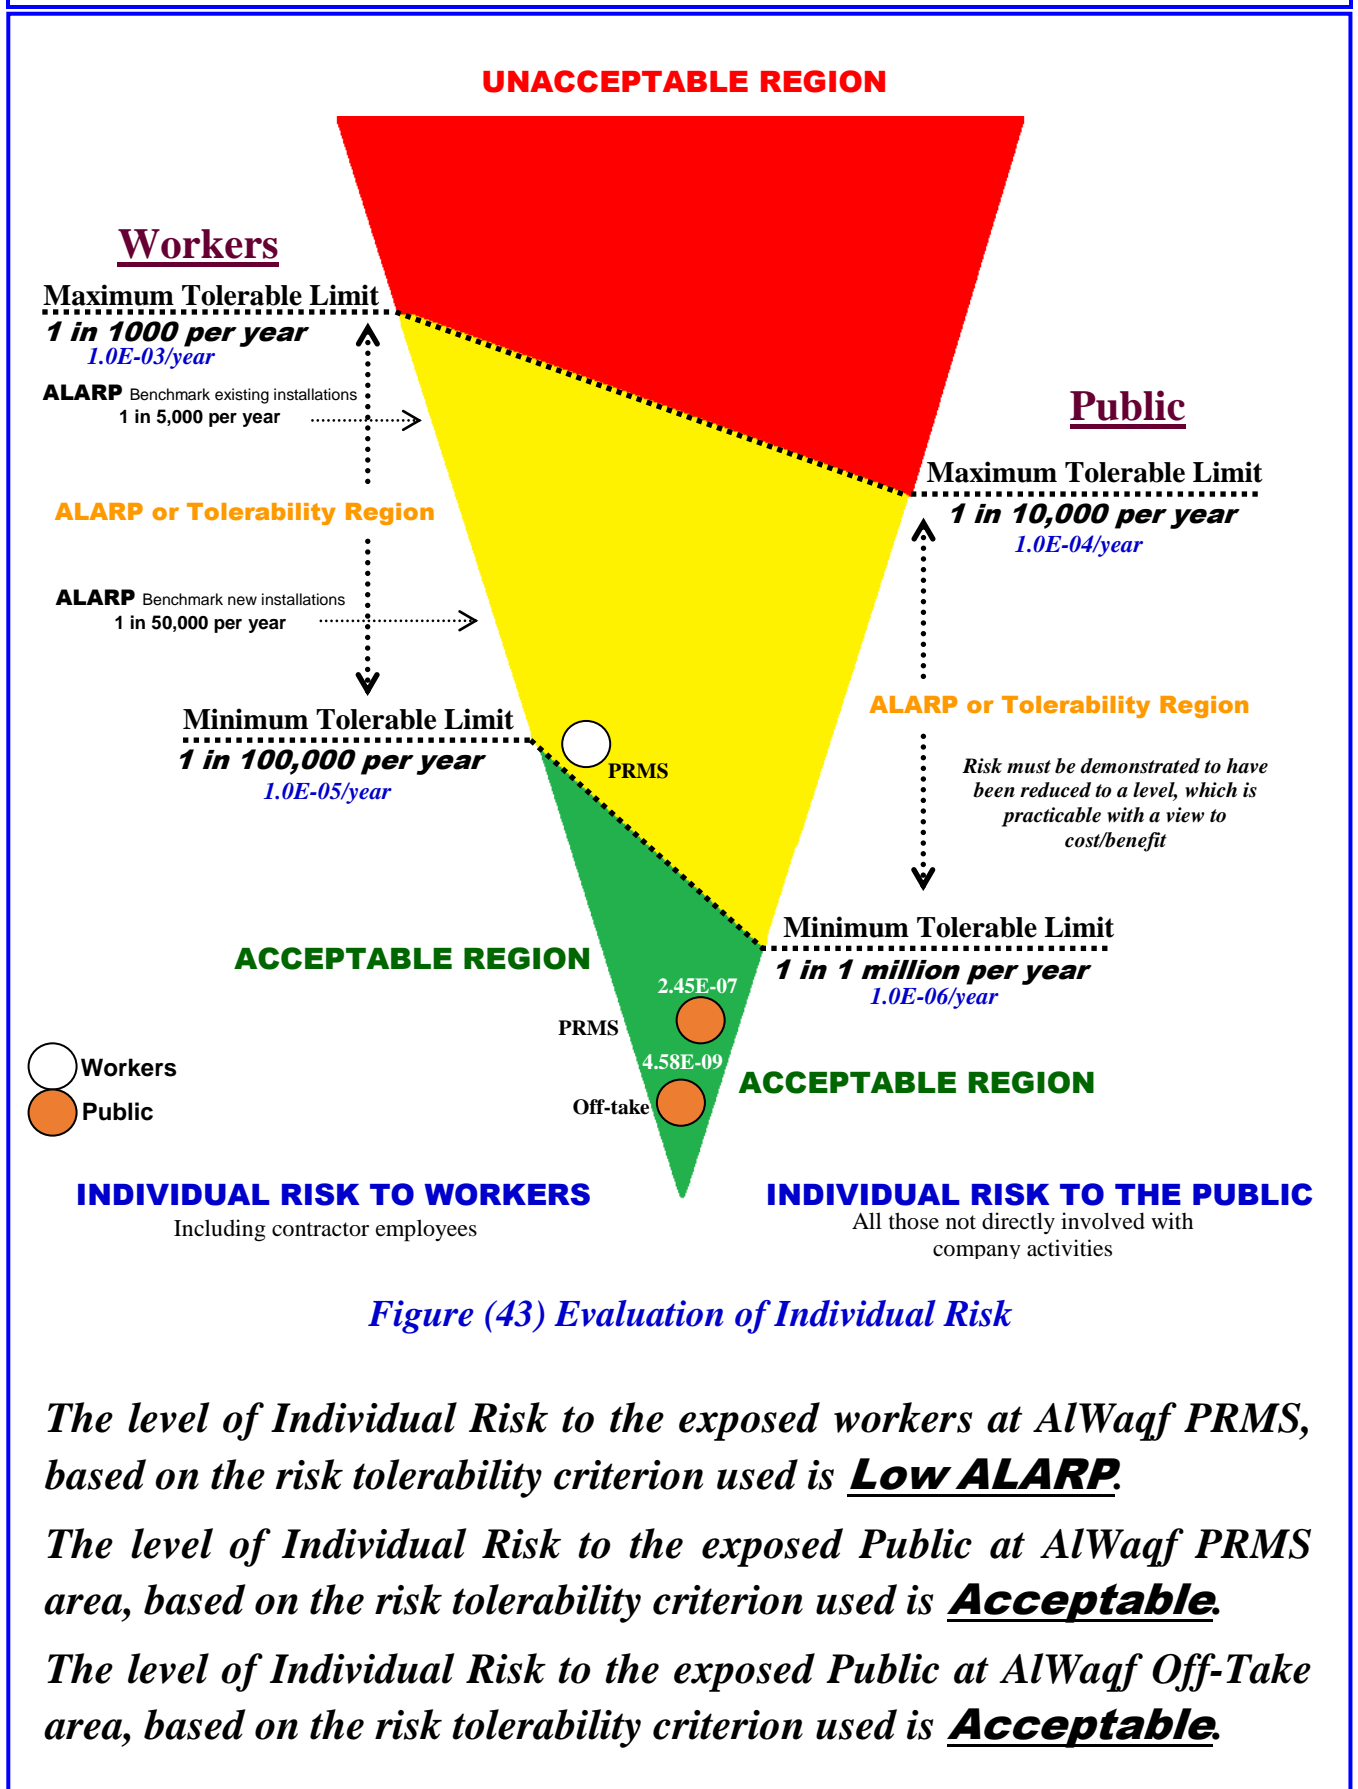 UNACCEPTABLE REGION
Workers
Maximum Tolerable Limit
1 in 1000 per year
1.0E-03/year
ALARP Benchmark existing installations
1 in 5,000 per year
Public
Maximum Tolerable Limit
1 in 10,000 per year
1.0E-04/year
ALARP or Tolerability Region
ALARP Benchmark new installations
1 in 50,000 per year
Minimum Tolerable Limit
1 in 100,000 per year
1.0E-05/year
PRMS
ALARP or Tolerability Region
Risk must be demonstrated to have
been reduced to a level, which is
practicable with a view to
cost/benefit
Minimum Tolerable Limit
1 in 1 million per year
1.0E-06/year
ACCEPTABLE REGION
2.45E-07
PRMS
4.58E-09
Off-take
ACCEPTABLE REGION
Workers
Public
INDIVIDUAL RISK TO WORKERS
Including contractor employees
INDIVIDUAL RISK TO THE PUBLIC
All those not directly involved with
company activities
Figure (43) Evaluation of Individual Risk
The level of Individual Risk to the exposed workers at AlWaqf PRMS,
based on the risk tolerability criterion used is Low ALARP.
The level of Individual Risk to the exposed Public at AlWaqf PRMS
area, based on the risk tolerability criterion used is Acceptable.
The level of Individual Risk to the exposed Public at AlWaqf Off-Take
area, based on the risk tolerability criterion used is Acceptable.